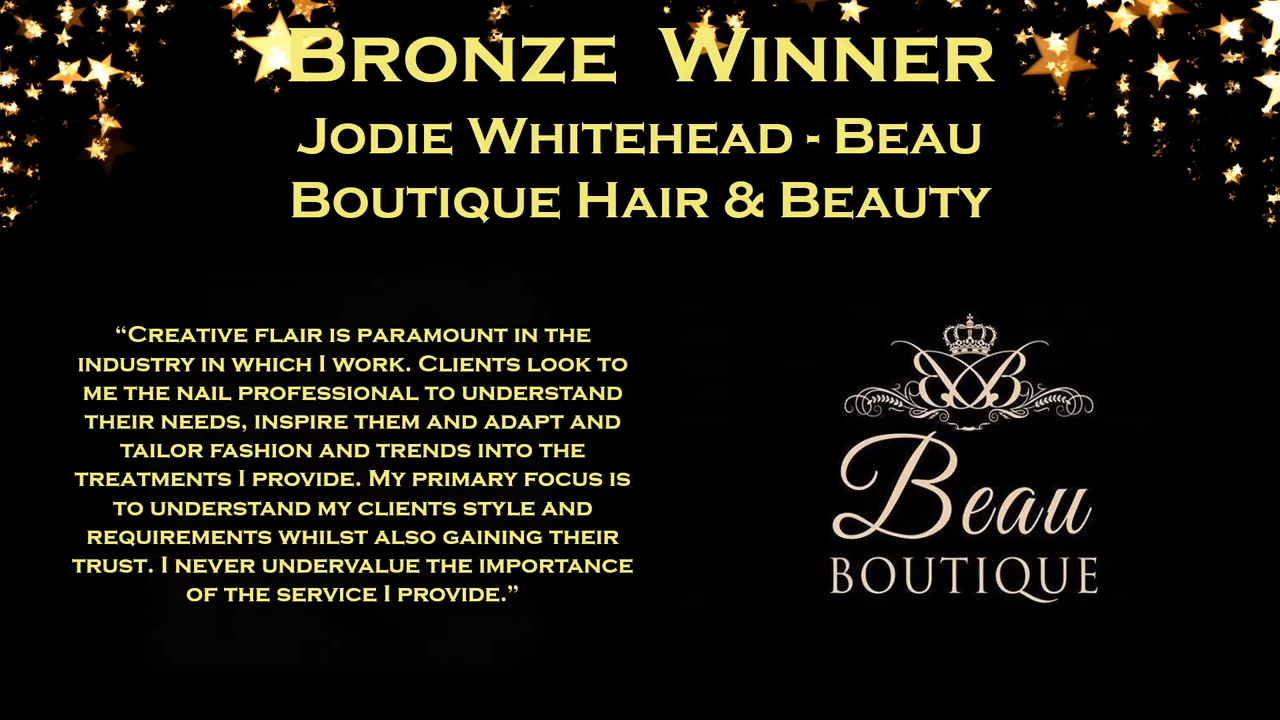 Bronze Winner
Jodie Whitehead - Beau
Boutique Hair & Beauty
“Creative flair is paramount in the
industry in which I work. Clients look to
me the nail professional to understand
their needs, inspire them and adapt and
tailor fashion and trends into the
treatments I provide. My primary focus is
to understand my clients style and
requirements whilst also gaining their
trust. I never undervalue the importance
of the service I provide.”
BB
Beau
BOUTIQUE